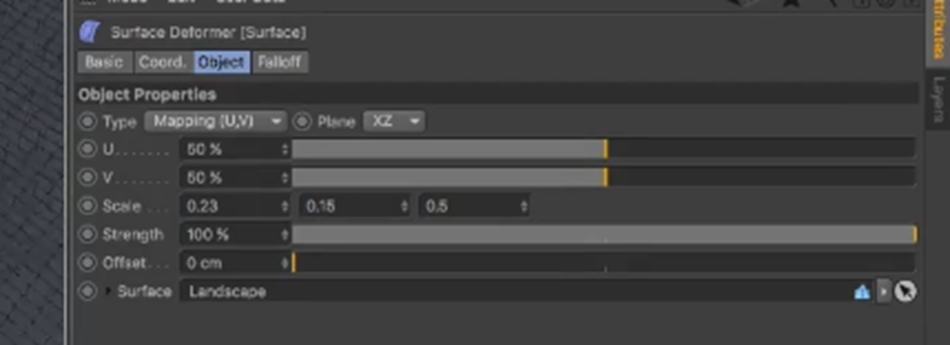 Surface Deformer [Surface]
Basic Coord. Object Falloff
Object Properties
Type Mapping (U,V) Plane XZ
U....... 50 %
V....... 50 %
Scale ... 0.23 0.15 0.5
Strength 100 %
Offset... 0 cm
Surface Landscape
Layers